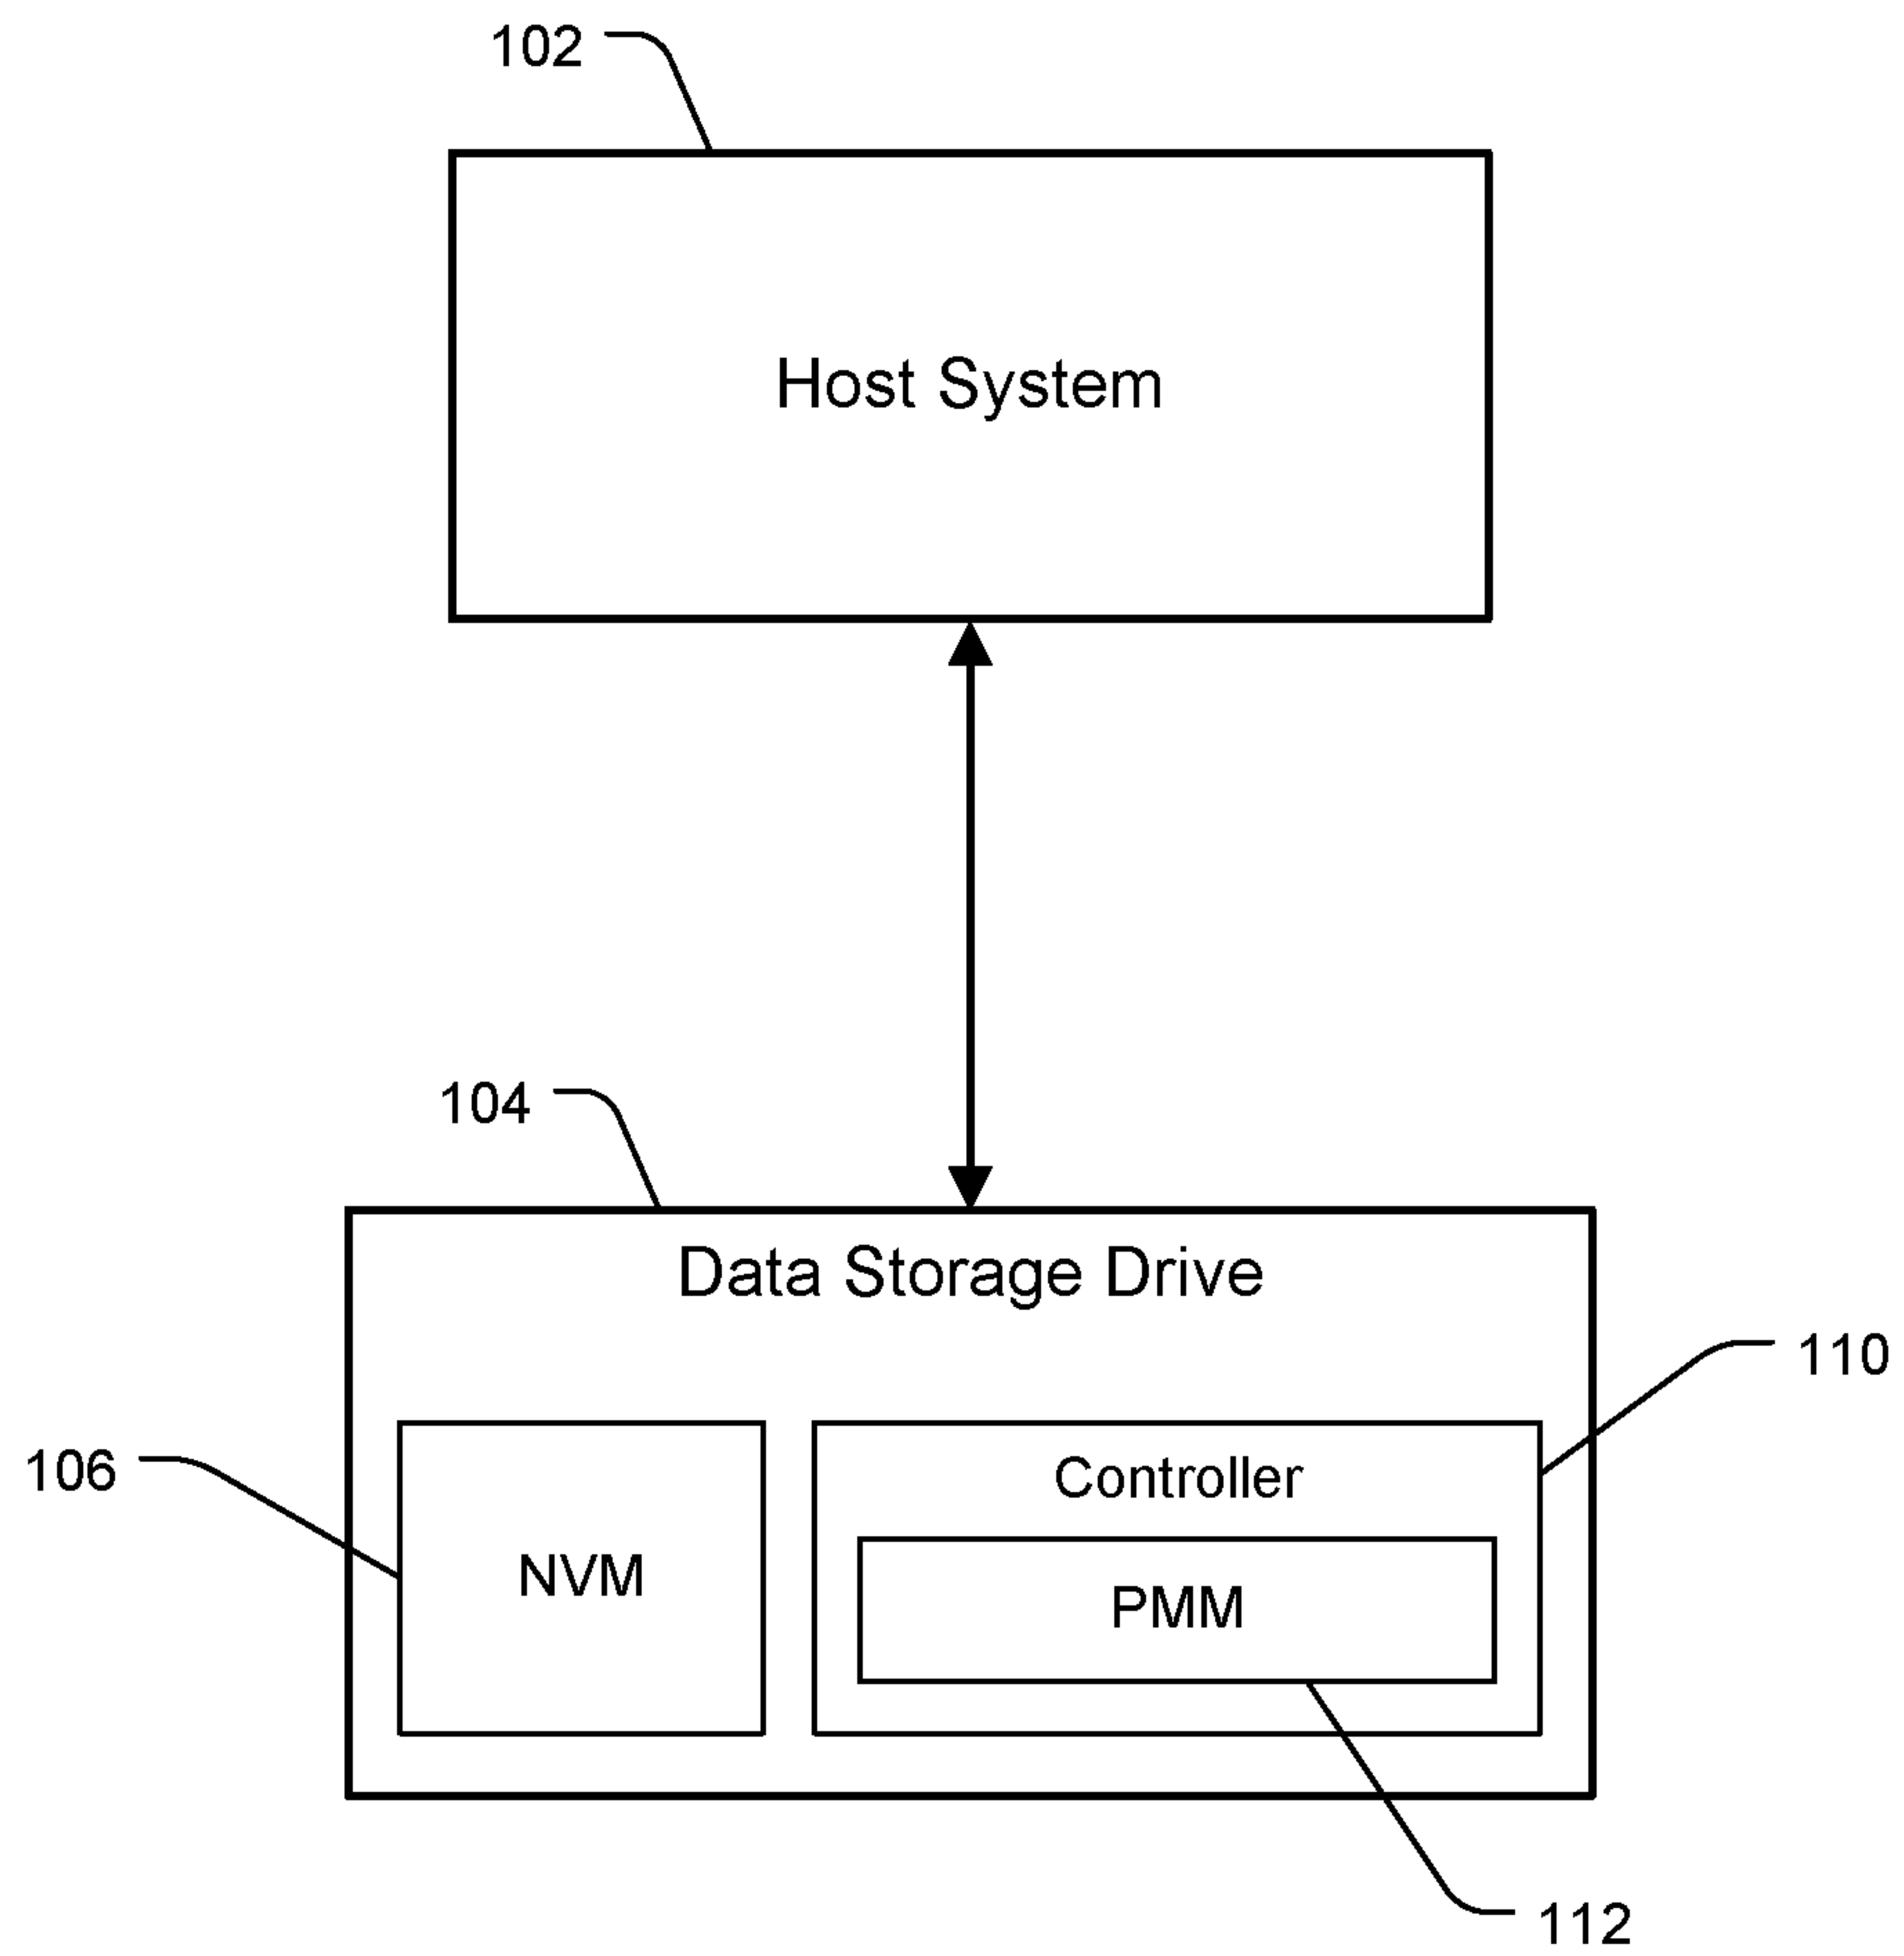 102
Host System
104
Data Storage Drive
110
106
Controller
NVM
PMM
112